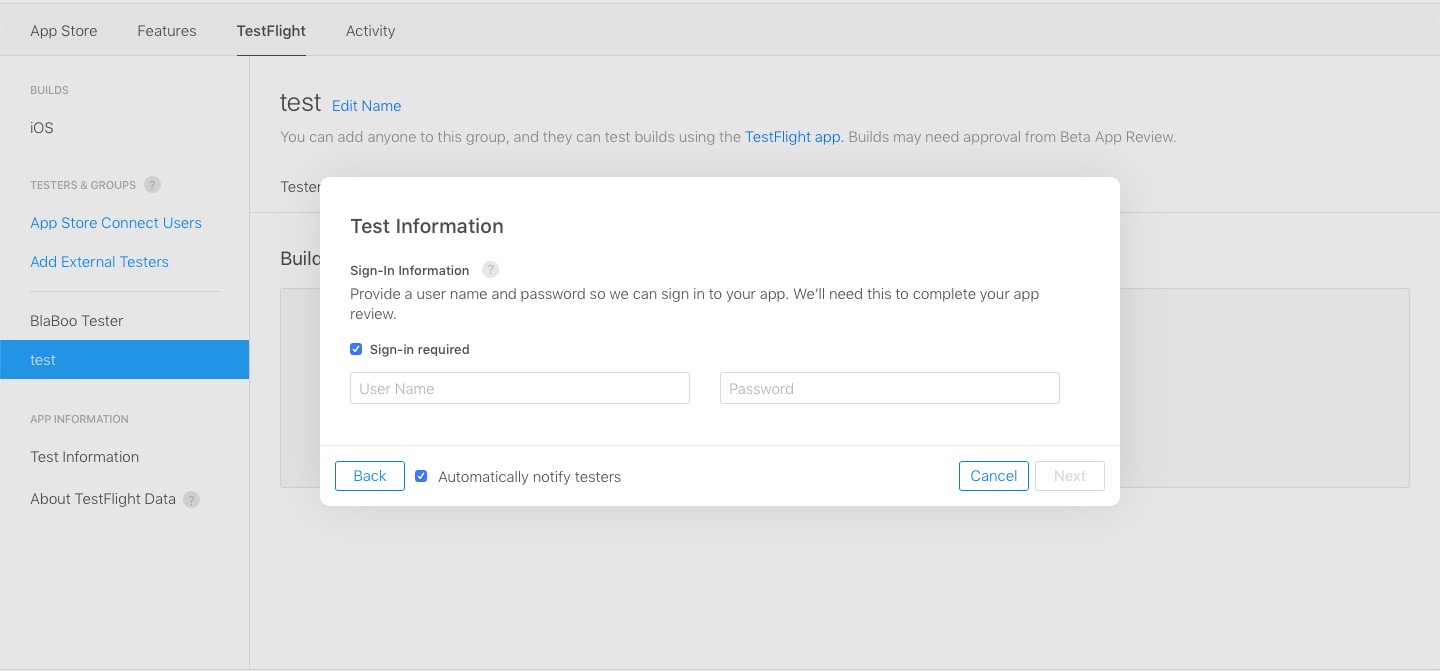 App Store Features TestFlight Activity
BUILDS
iOS
TESTERS & GROUPS ?
App Store Connect Users
Add External Testers
BlaBoo Tester
test
APP INFORMATION
Test Information
About TestFlight Data ?
test Edit Name
You can add anyone to this group, and they can test builds using the TestFlight app. Builds may need approval from Beta App Review.
Tester
Build
Test Information
Sign-In Information ?
Provide a user name and password so we can sign in to your app. We’ll need this to complete your app
review.
Sign-in required
User Name Password
Back Automatically notify testers Cancel Next